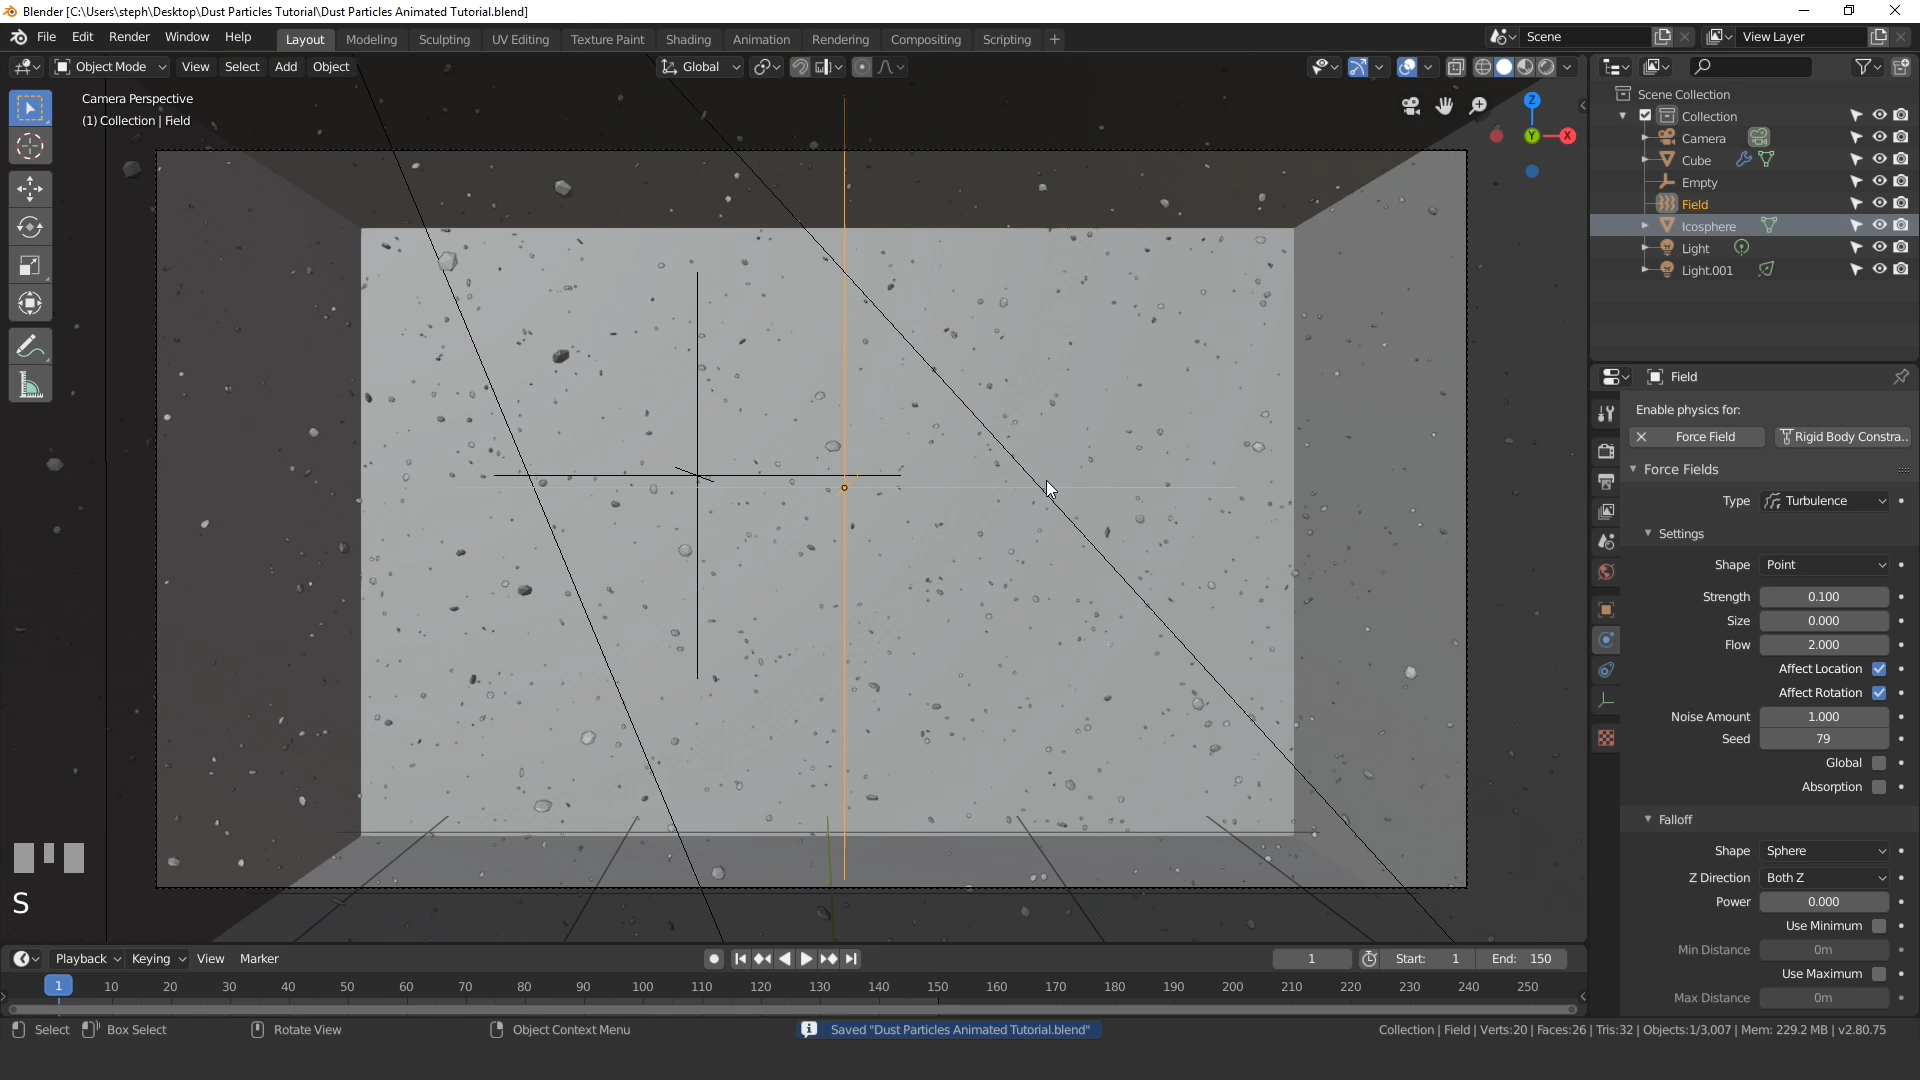 Blender [C:\Users\steph\Desktop\Dust Particles Tutorial\Dust Particles Animated Tutorial.blend]
File Edit Render Window Help
Layout Modeling Sculpting UV Editing Texture Paint Shading Animation Rendering Compositing Scripting +
Scene
View Layer
Object Mode View Select Add Object
Global
Camera Perspective
(1) Collection | Field
Z
Y
X
S
Scene Collection
Collection
Camera
Cube
Empty
Field
Icosphere
Light
Light.001
Field
Enable physics for:
Force Field
Rigid Body Constra..
Force Fields
Type Turbulence
Settings
Shape Point
Strength 0.100
Size 0.000
Flow 2.000
Affect Location
Affect Rotation
Noise Amount 1.000
Seed 79
Global
Absorption
Falloff
Shape Sphere
Z Direction Both Z
Power 0.000
Use Minimum
Min Distance 0m
Use Maximum
Max Distance 0m
Playback Keying View Marker
1
Start: 1
End: 150
1 10 20 30 40 50 60 70 80 90 100 110 120 130 140 150 160 170 180 190 200 210 220 230 240 250
Select Box Select Rotate View Object Context Menu
Saved "Dust Particles Animated Tutorial.blend"
Collection | Field | Verts:20 | Faces:26 | Tris:32 | Objects:1/3,007 | Mem: 229.2 MB | v2.80.75